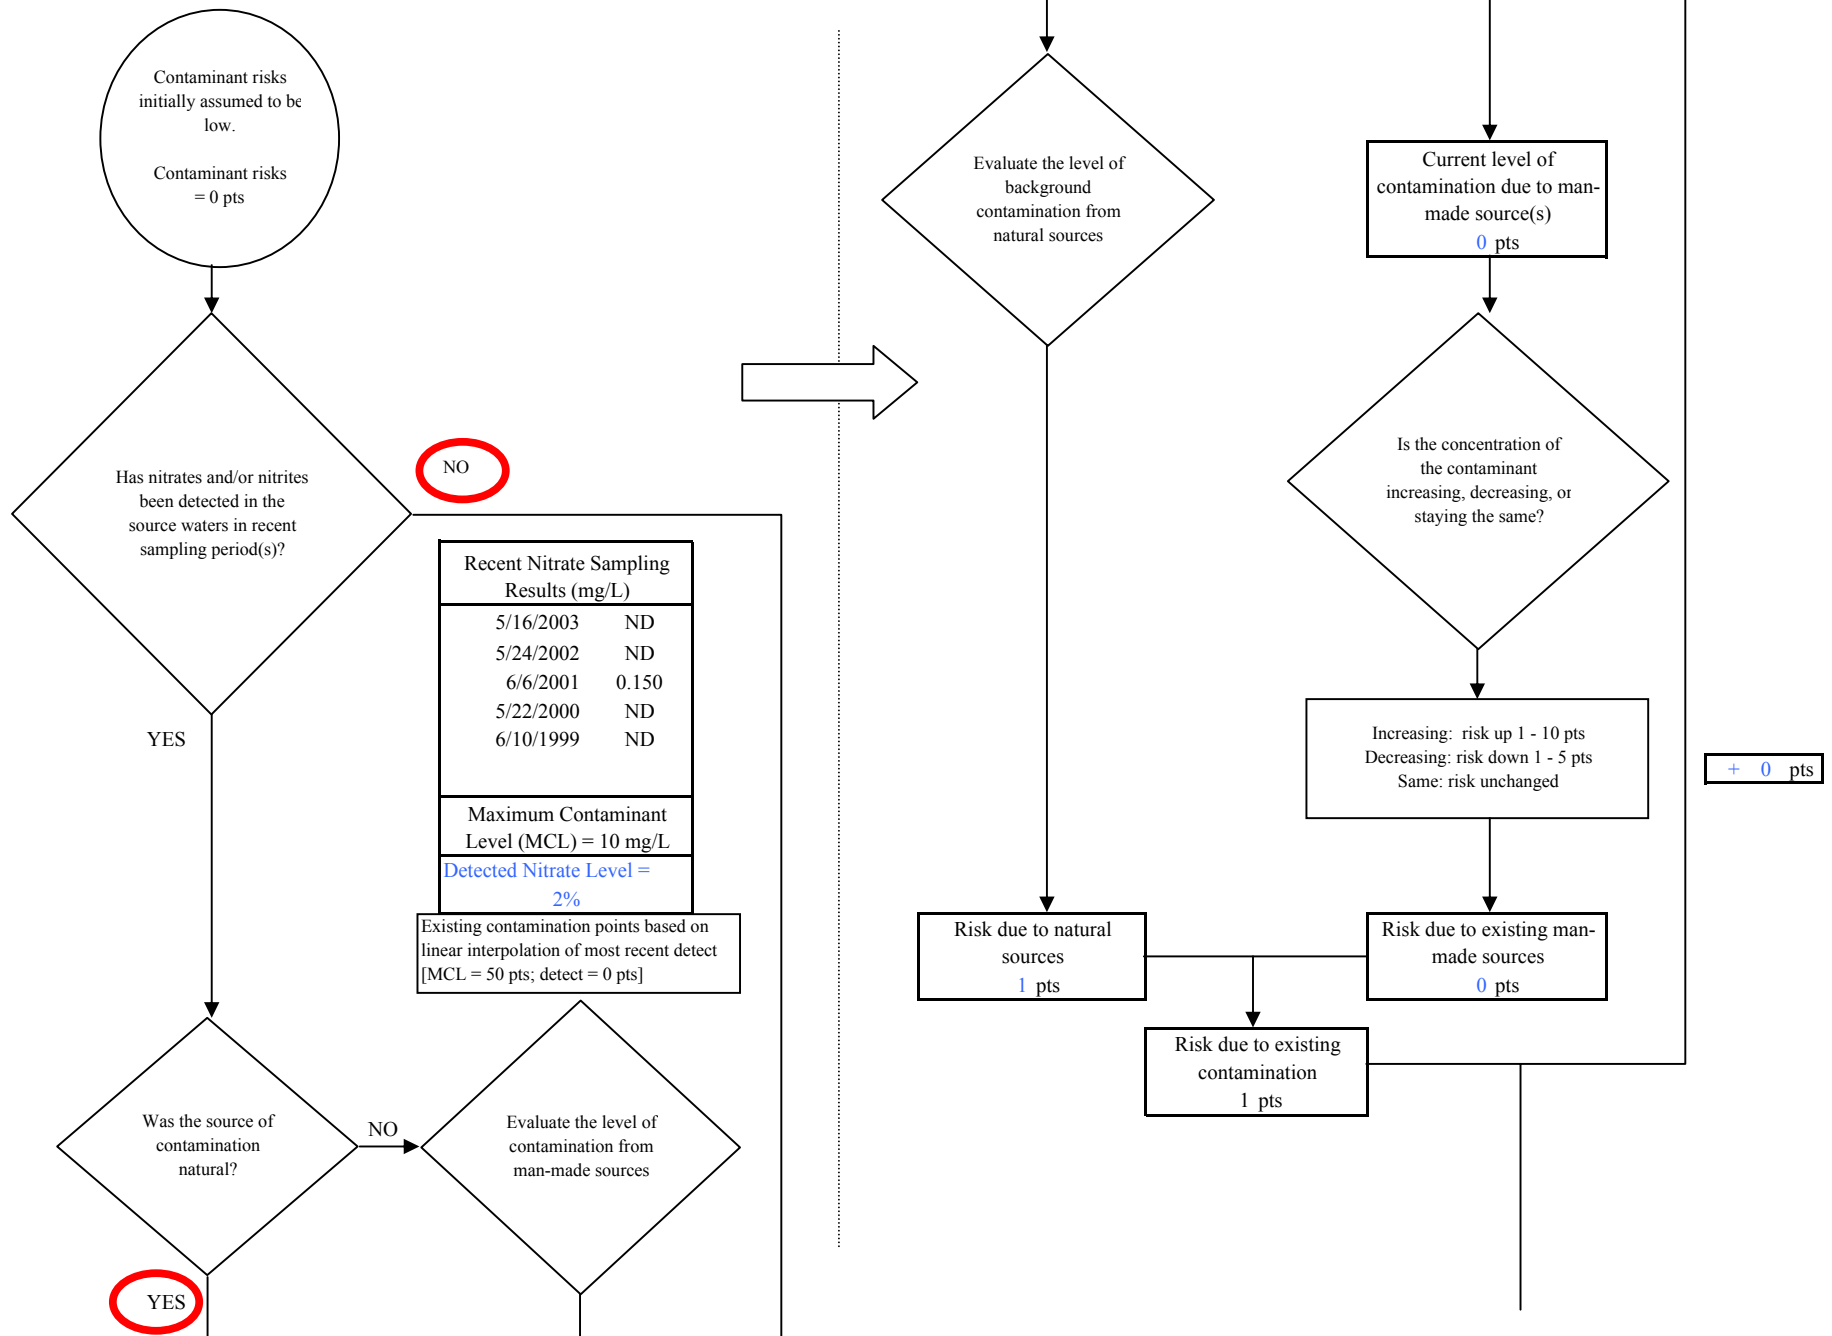 Contaminant risks
initially assumed to be
low.
Contaminant risks
= 0 pts
Has nitrates and/or nitrites
been detected in the
source waters in recent
sampling period(s)?
NO
YES
Recent Nitrate Sampling
Results (mg/L)
5/16/2003 ND
5/24/2002 ND
6/6/2001 0.150
5/22/2000 ND
6/10/1999 ND
Maximum Contaminant
Level (MCL) = 10 mg/L
Detected Nitrate Level =
2%
Existing contamination points based on
linear interpolation of most recent detect
[MCL = 50 pts; detect = 0 pts]
Was the source of
contamination
natural?
NO
YES
Evaluate the level of
contamination from
man-made sources
Evaluate the level of
background
contamination from
natural sources
Current level of
contamination due to man-
made source(s)
0 pts
Is the concentration of
the contaminant
increasing, decreasing, or
staying the same?
Increasing: risk up 1 - 10 pts
Decreasing: risk down 1 - 5 pts
Same: risk unchanged
+ 0 pts
Risk due to natural
sources
1 pts
Risk due to existing man-
made sources
0 pts
Risk due to existing
contamination
1 pts